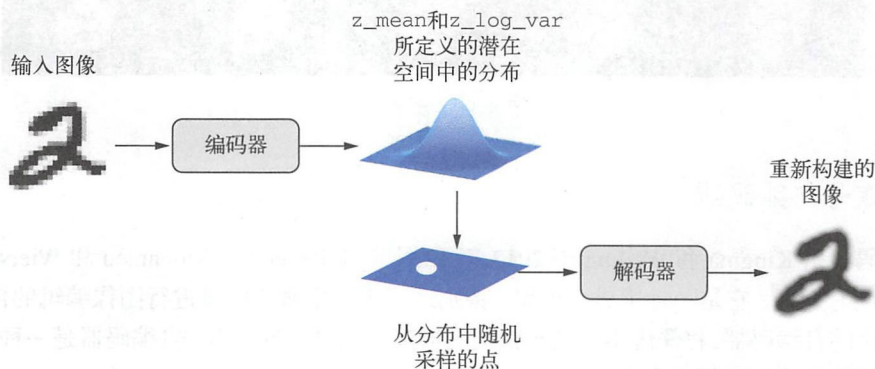 z_mean和z_log_var
所定义的潜在
空间中的分布
输入图像
编码器
重新构建的
图像
解码器
从分布中随机
采样的点